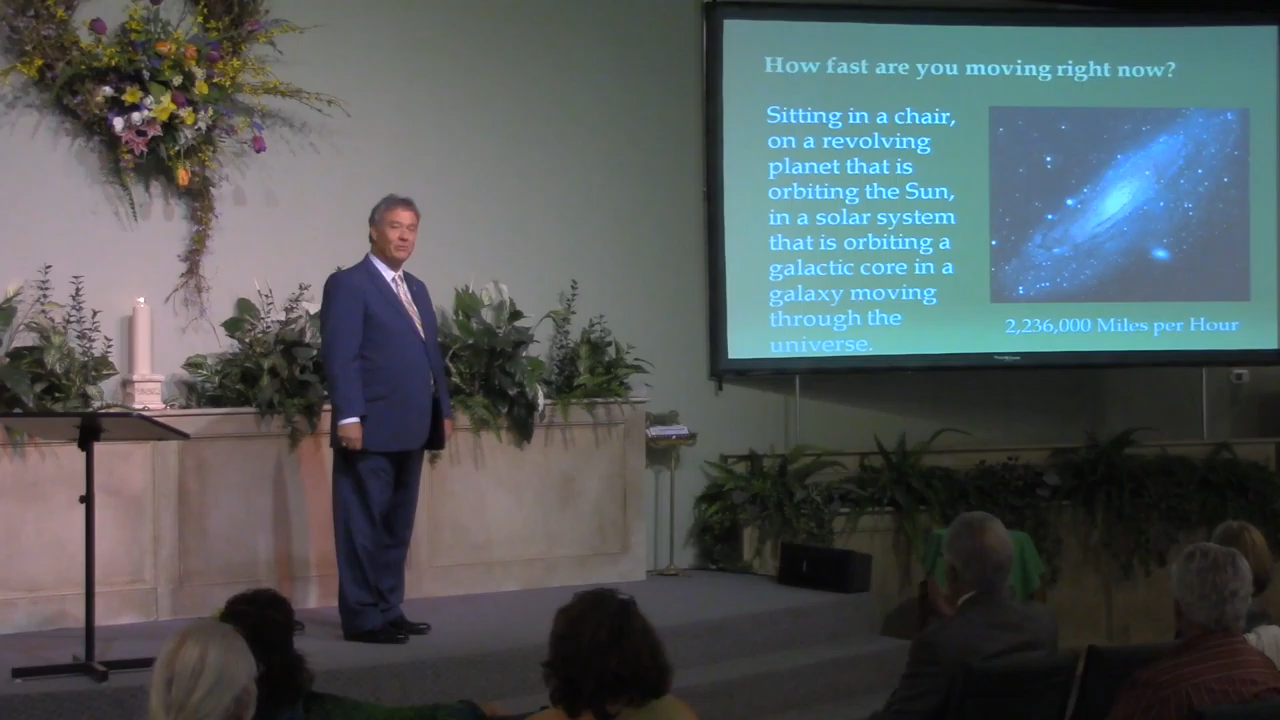 How fast are you moving right now?
Sitting in a chair,
on a revolving
planet that is
orbiting the Sun,
in a solar system
that is orbiting a
galactic core in a
galaxy moving
through the
universe.
2,236,000 Miles per Hour